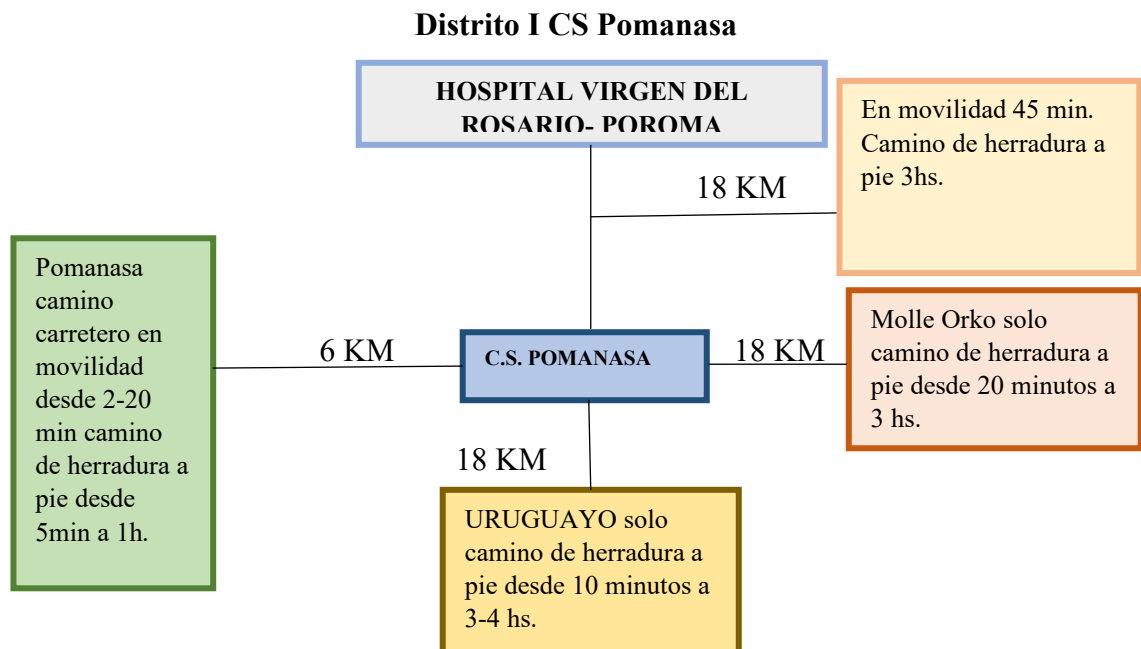 Distrito I CS Pomanasa
HOSPITAL VIRGEN DEL
ROSARIO- POROMA
En movilidad 45 min.
Camino de herradura a
pie 3hs.
18 KM
Pomanasa
camino
carretero en
movilidad
desde 2-20
min camino
de herradura a
pie desde
5min a 1h.
6 KM
C.S. POMANASA
18 KM
Molle Orko solo
camino de herradura a
pie desde 20 minutos a
3 hs.
18 KM
URUGUAYO solo
camino de herradura a
pie desde 10 minutos a
3-4 hs.